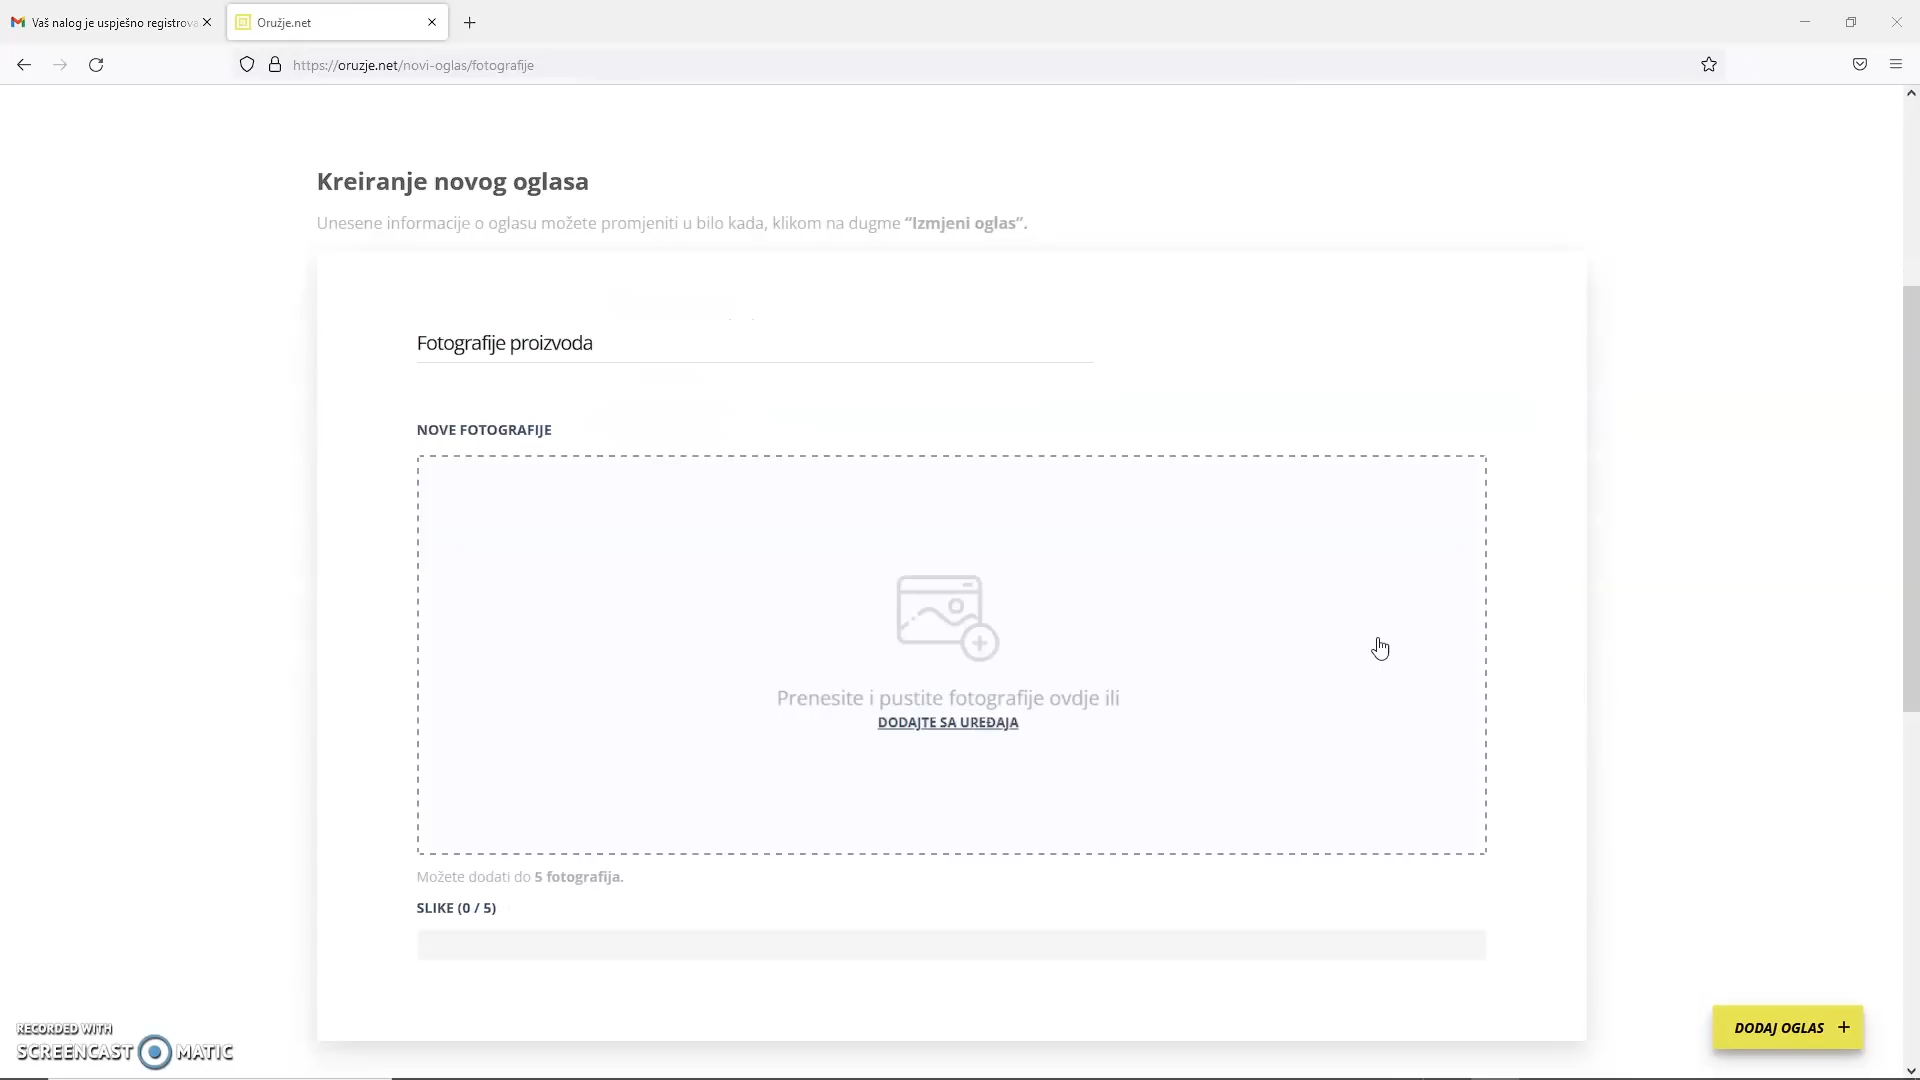 Vaš nalog je uspješno registrova
Oružje.net
https://oruzje.net/novi-oglas/fotografije
Kreiranje novog oglasa
Unesene informacije o oglasu možete promjeniti u bilo kada, klikom na dugme “Izmjeni oglas”.
Fotografije proizvoda
NOVE FOTOGRAFIJE
Prenesite i pustite fotografije ovdje ili
DODAJTE SA UREĐAJA
Možete dodati do 5 fotografija.
SLIKE (0 / 5)
DODAJ OGLAS +
RECORDED WITH
SCREENCAST MATIC